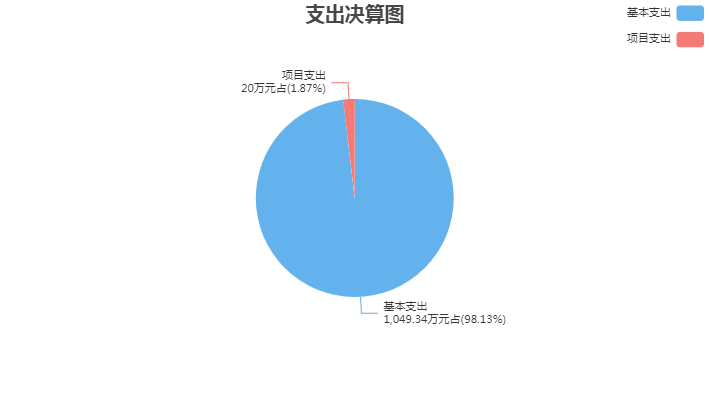 支出决算图
基本支出
项目支出
项目支出
20万元占(1.87%)
基本支出
1,049.34万元占(98.13%)